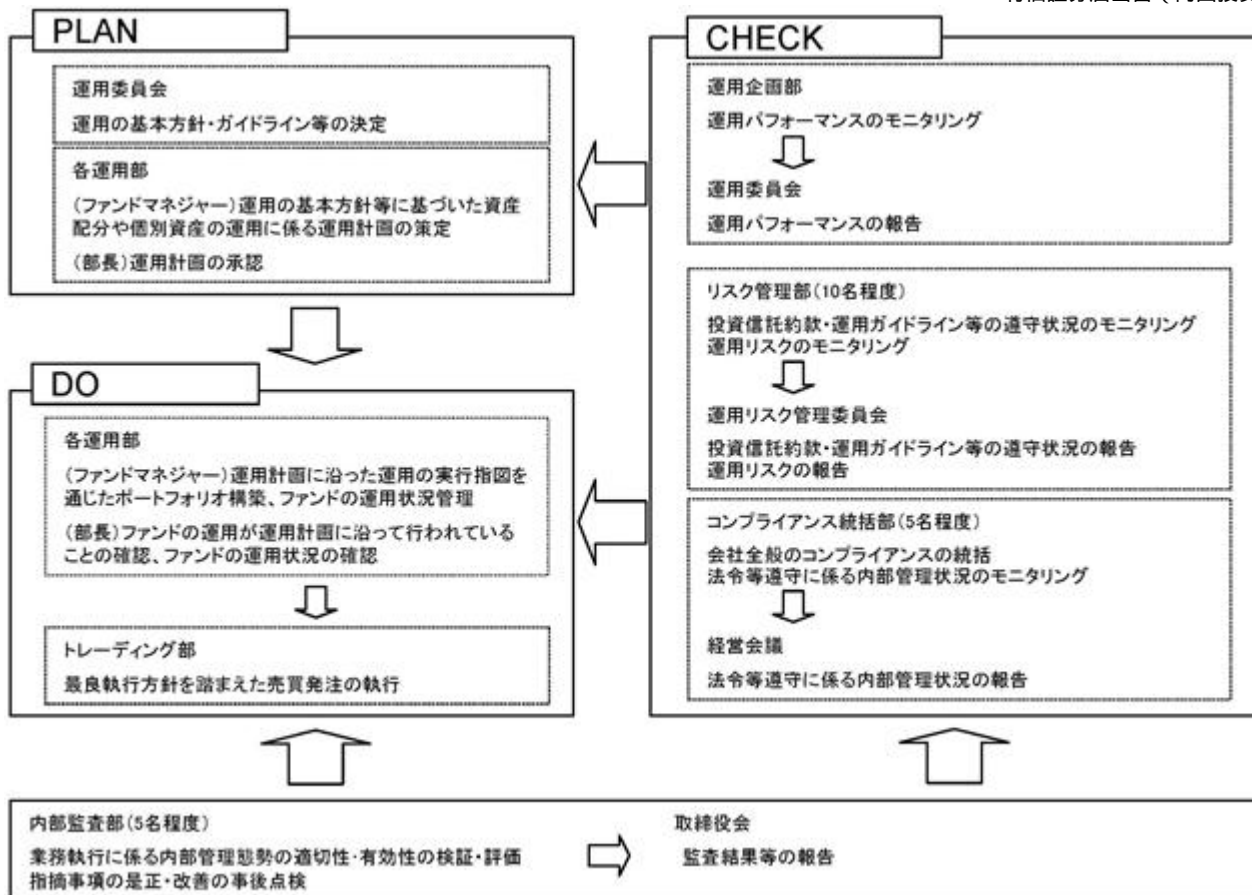 PLAN
運用委員会
運用の基本方針・ガイドライン等の決定
各運用部
(ファンドマネジャー)運用の基本方針等に基づいた資産
配分や個別資産の運用に係る運用計画の策定
(部長)運用計画の承認
DO
各運用部
(ファンドマネジャー)運用計画に沿った運用の実行指図を
通じたポートフォリオ構築、ファンドの運用状況管理
(部長)ファンドの運用が運用計画に沿って行われている
ことの確認、ファンドの運用状況の確認
トレーディング部
最良執行方針を踏まえた売買発注の執行
CHECK
運用企画部
運用パフォーマンスのモニタリング
運用委員会
運用パフォーマンスの報告
リスク管理部(10名程度)
投資信託約款・運用ガイドライン等の遵守状況のモニタリング
運用リスクのモニタリング
運用リスク管理委員会
投資信託約款・運用ガイドライン等の遵守状況の報告
運用リスクの報告
コンプライアンス統括部(5名程度)
会社全般のコンプライアンスの統括
法令等遵守に係る内部管理状況のモニタリング
経営会議
法令等遵守に係る内部管理状況の報告
内部監査部(5名程度)
業務執行に係る内部管理態勢の適切性・有効性の検証・評価
指摘事項の是正・改善の事後点検
取締役会
監査結果等の報告